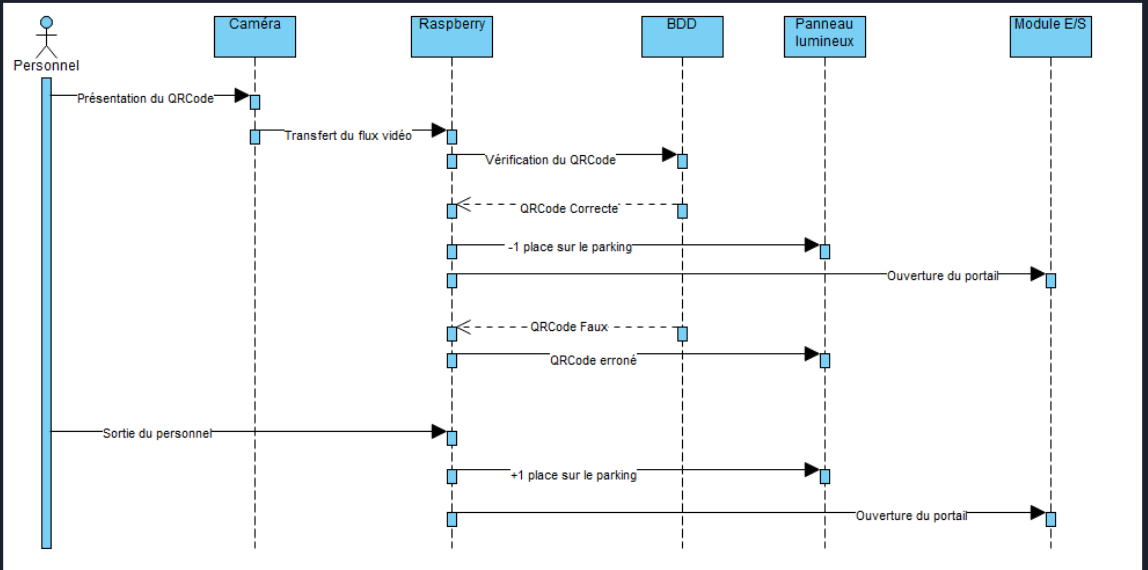 Personnel
Caméra
Raspberry
BDD
Panneau
lumineux
Module E/S
Présentation du QRCode
Transfert du flux vidéo
Vérification du QRCode
QRCode Correcte
-1 place sur le parking
Ouverture du portail
QRCode Faux
QRCode erroné
Sortie du personnel
+1 place sur le parking
Ouverture du portail